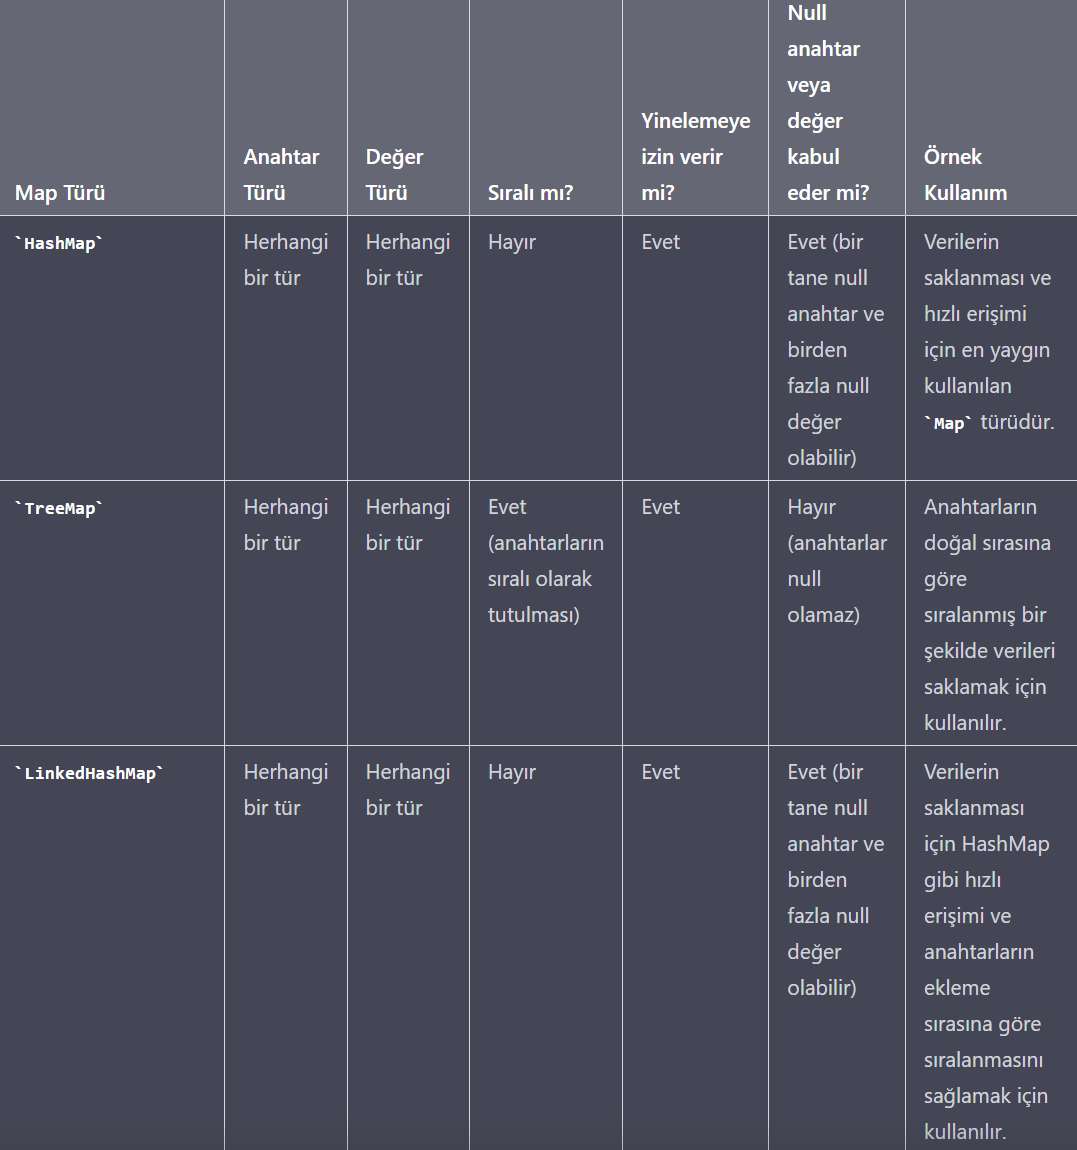 Map Türü
Anahtar
Türü
Değer
Türü
Sıralı mı?
Yinelemeye
izin verir
mi?
Null
anahtar
veya
değer
kabul
eder mi?
Örnek
Kullanım
`HashMap`
Herhangi
bir tür
Herhangi
bir tür
Hayır
Evet
Evet (bir
tane null
anahtar ve
birden
fazla null
değer
olabilir)
Verilerin
saklanması ve
hızlı erişimi
için en yaygın
kullanılan
`Map` türüdür.
`TreeMap`
Herhangi
bir tür
Herhangi
bir tür
Evet
(anahtarların
sıralı olarak
tutulması)
Evet
Hayır
(anahtarlar
null
olamaz)
Anahtarların
doğal sırasına
göre
sıralanmış bir
şekilde verileri
saklamak için
kullanılır.
`LinkedHashMap`
Herhangi
bir tür
Herhangi
bir tür
Hayır
Evet
Evet (bir
tane null
anahtar ve
birden
fazla null
değer
olabilir)
Verilerin
saklanması
için HashMap
gibi hızlı
erişimi ve
anahtarların
ekleme
sırasına göre
sıralanmasını
sağlamak için
kullanılır.